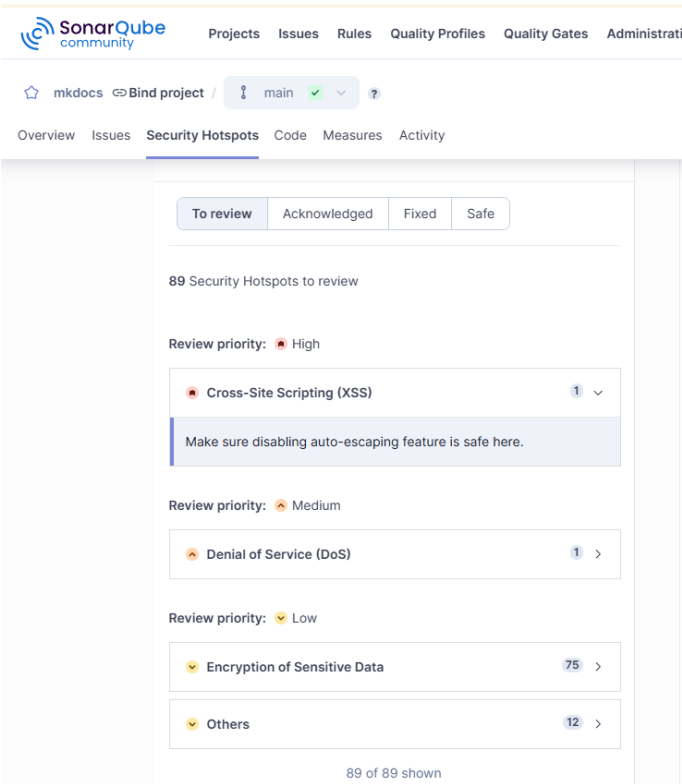 SonarQube
community
Projects Issues Rules Quality Profiles Quality Gates Administrati
mkdocs Bind project / main ?
Overview Issues Security Hotspots Code Measures Activity
To review Acknowledged Fixed Safe
89 Security Hotspots to review
Review priority: High
Cross-Site Scripting (XSS) 1
Make sure disabling auto-escaping feature is safe here.
Review priority: Medium
Denial of Service (DoS) 1
Review priority: Low
Encryption of Sensitive Data 75
Others 12
89 of 89 shown